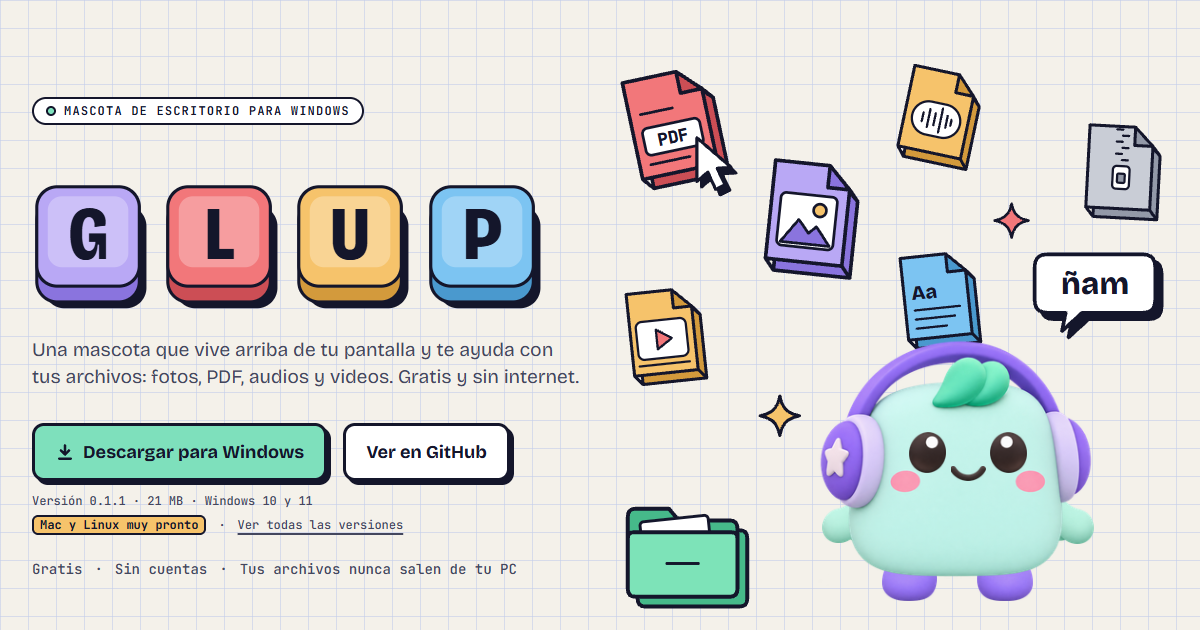 MASCOTA DE ESCRITORIO PARA WINDOWS
GLUP
Una mascota que vive arriba de tu pantalla y te ayuda con
tus archivos: fotos, PDF, audios y videos. Gratis y sin internet.
Descargar para Windows
Ver en GitHub
Versión 0.1.1 · 21 MB · Windows 10 y 11
Mac y Linux muy pronto · Ver todas las versiones
Gratis · Sin cuentas · Tus archivos nunca salen de tu PC
PDF
Aa
ñam